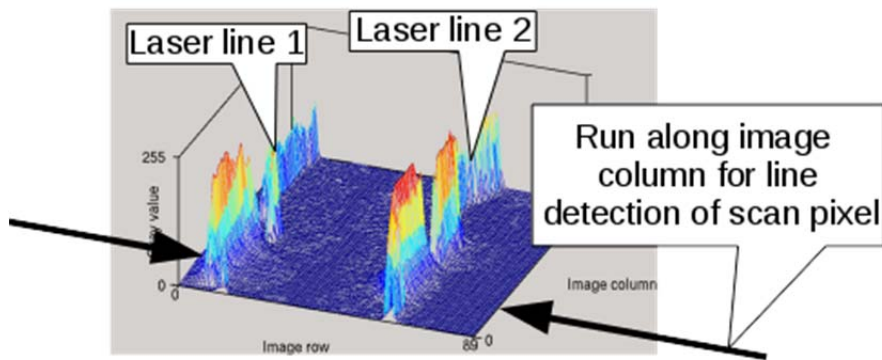 Laser line 1
Laser line 2
Run along image
column for line
detection of scan pixel
255
value
0
0
Image row
89
0
Image column